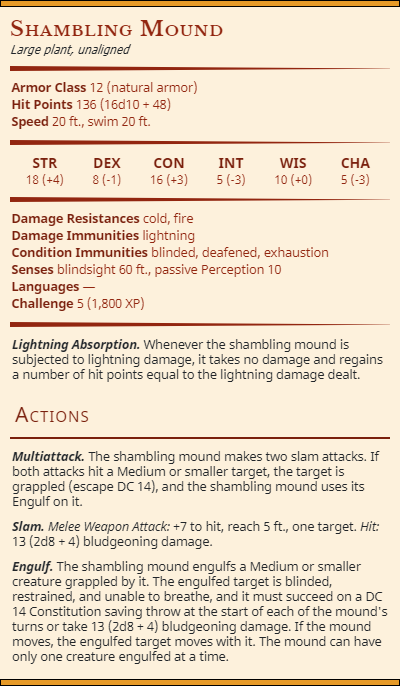 Shambling Mound
Large plant, unaligned
Armor Class 12 (natural armor)
Hit Points 136 (16d10 + 48)
Speed 20 ft., swim 20 ft.
STR DEX CON INT WIS CHA
18 (+4) 8 (-1) 16 (+3) 5 (-3) 10 (+0) 5 (-3)
Damage Resistances cold, fire
Damage Immunities lightning
Condition Immunities blinded, deafened, exhaustion
Senses blindsight 60 ft., passive Perception 10
Languages —
Challenge 5 (1,800 XP)
Lightning Absorption. Whenever the shambling mound is
subjected to lightning damage, it takes no damage and regains
a number of hit points equal to the lightning damage dealt.
Actions
Multiattack. The shambling mound makes two slam attacks. If
both attacks hit a Medium or smaller target, the target is
grappled (escape DC 14), and the shambling mound uses its
Engulf on it.
Slam. Melee Weapon Attack: +7 to hit, reach 5 ft., one target. Hit:
13 (2d8 + 4) bludgeoning damage.
Engulf. The shambling mound engulfs a Medium or smaller
creature grappled by it. The engulfed target is blinded,
restrained, and unable to breathe, and it must succeed on a DC
14 Constitution saving throw at the start of each of the mound's
turns or take 13 (2d8 + 4) bludgeoning damage. If the mound
moves, the engulfed target moves with it. The mound can have
only one creature engulfed at a time.